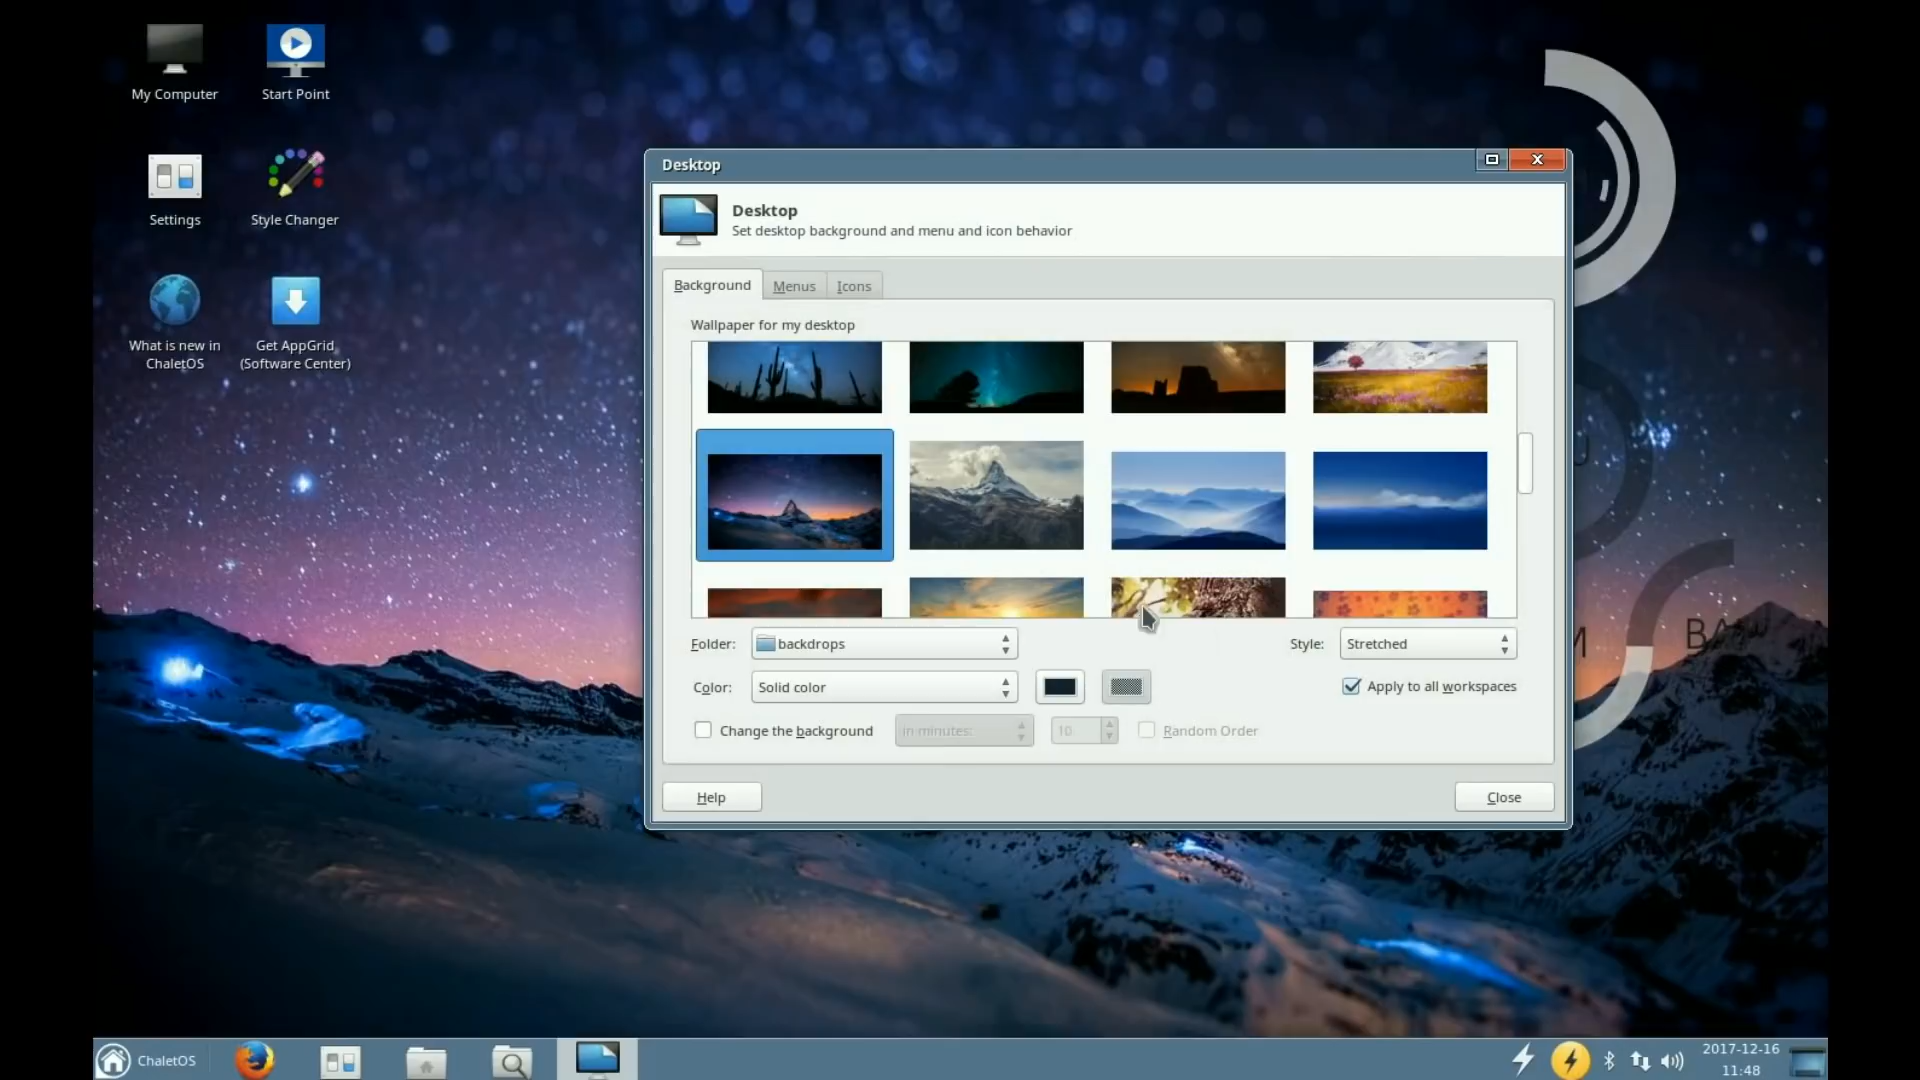 My Computer
Start Point
Settings
Style Changer
What is new in
ChaletOS
Get AppGrid
(Software Center)
Desktop
Desktop
Set desktop background and menu and icon behavior
Background
Menus
Icons
Wallpaper for my desktop
Folder:
backdrops
Style:
Stretched
Color:
Solid color
Apply to all workspaces
Change the background
in minutes:
10
Random Order
Help
Close
ChaletOS
2017-12-16
11:48